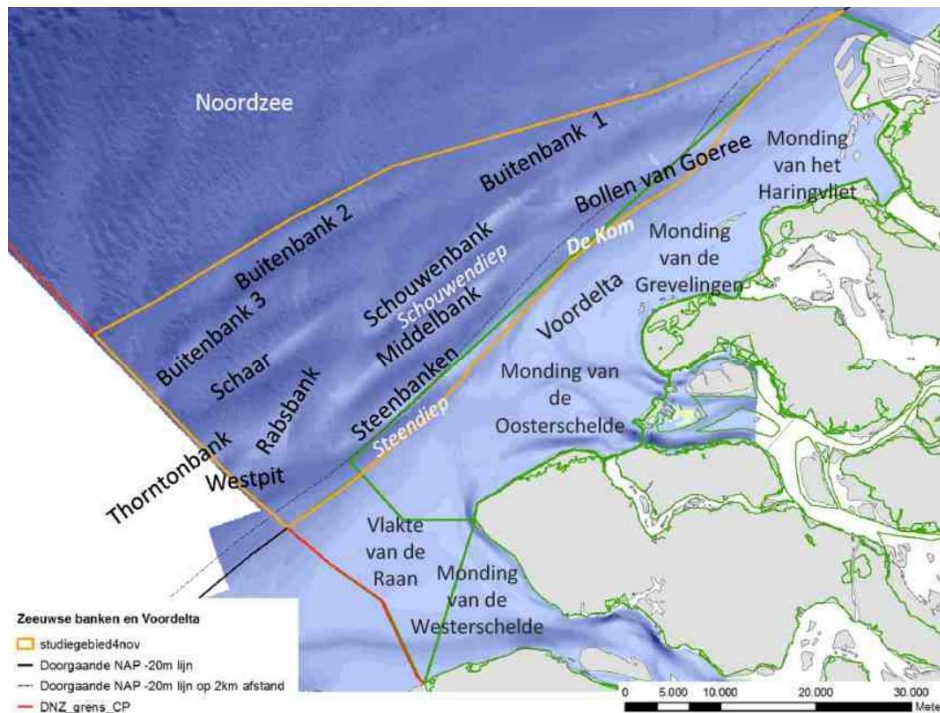 Noordzee
Buitenbank 1
Bollen van Goeree
Monding
van het
Haringvliet
Buitenbank 2
Schouwenbank
Schouwendiep
De Kom
Monding
van de
Grevelingen
Voordelta
Buitenbank 3
Middelbank
Schaar
Rabsbank
Steenbanken
Steendiep
Monding van
de
Oosterschelde
Thorntonbank
Westpit
Vlakte
van de
Raan
Monding
van de
Westerschelde
Zeeuwse banken en Voordelta
studiegebied4nov
Doorgaande NAP -20m lijn
Doorgaande NAP -20m lijn op 2km afstand
DNZ_grens_CP
0 5.000 10.000 20.000 30.000
Mete